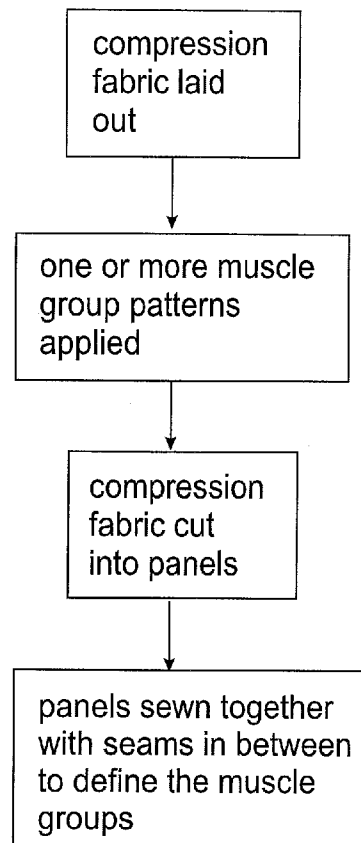 compression
fabric laid
out
one or more muscle
group patterns
applied
compression
fabric cut
into panels
panels sewn together
with seams in between
to define the muscle
groups